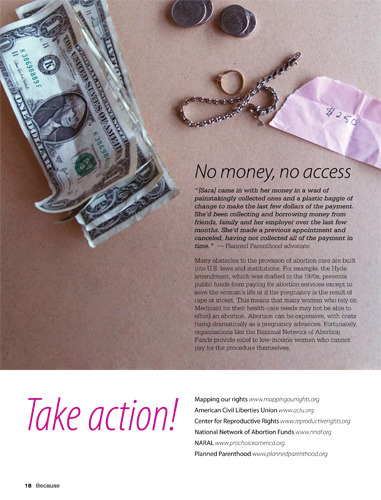 K38698889F
THE UNITED STATES OF AMERICA
ONE DOLLAR
$250
No money, no access
"[Sara] came in with her money in a wad of
painstakingly collected ones and a plastic baggie of
change to make the last few dollars of the payment.
She'd been collecting and borrowing money from
friends, family and her employer over the last few
months. She'd made a previous appointment and
canceled, having not collected all of the payment in
time." — Planned Parenthood advocate
Many obstacles to the provision of abortion care are built
into U.S. laws and institutions. For example, the Hyde
amendment, which was drafted in the 1970s, prevents
public funds from paying for abortion services except to
save the woman's life or if the pregnancy is the result of
rape or incest. This means that many women who rely on
Medicaid for their health-care needs may not be able to
afford an abortion. Abortion can be expensive, with costs
rising dramatically as a pregnancy advances. Fortunately,
organizations like the National Network of Abortion
Funds provide relief to low-income women who cannot
pay for the procedure themselves.
Take action!
Mapping our rights www.mappingourrights.org
American Civil Liberties Union www.aclu.org
Center for Reproductive Rights www.reproductiverights.org
National Network of Abortion Funds www.nnaf.org
NARAL www.prochoiceamerica.org
Planned Parenthood www.plannedparenthood.org
18 Because